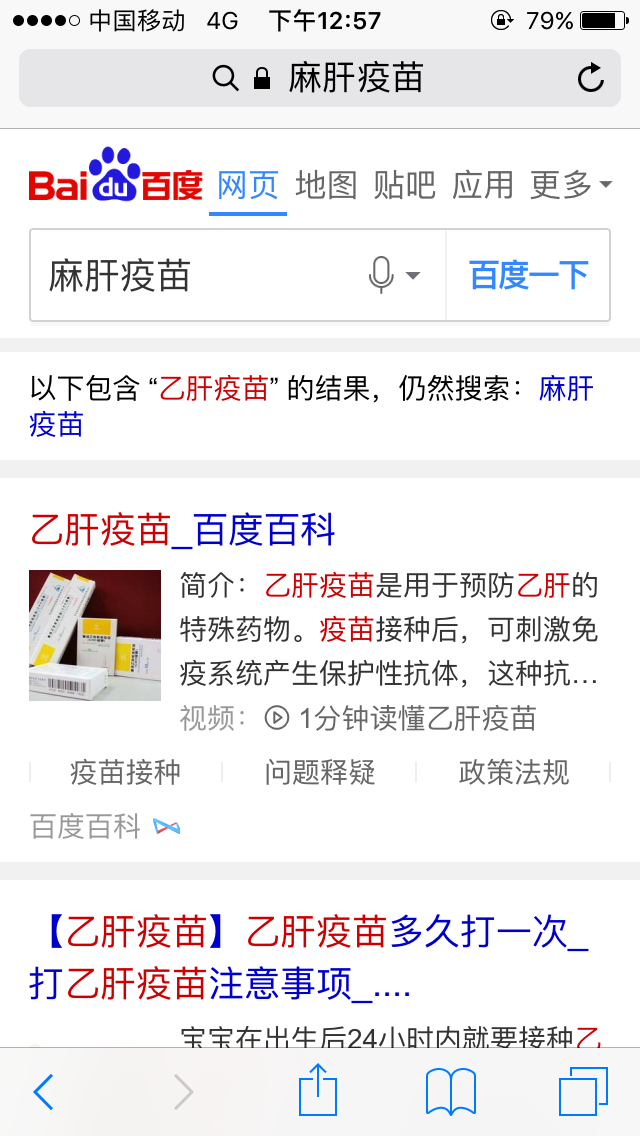 中国移动 4G 下午12:57 79%
麻肝疫苗
Bai du 百度 网页 地图 贴吧 应用 更多
麻肝疫苗 百度一下
以下包含 “乙肝疫苗” 的结果，仍然搜索：麻肝
疫苗
乙肝疫苗_百度百科
简介：乙肝疫苗是用于预防乙肝的
特殊药物。疫苗接种后，可刺激免
疫系统产生保护性抗体，这种抗...
视频： 1分钟读懂乙肝疫苗
疫苗接种 问题释疑 政策法规
百度百科
【乙肝疫苗】乙肝疫苗多久打一次_
打乙肝疫苗注意事项_....
宝宝在出生后24小时内就要接种乙